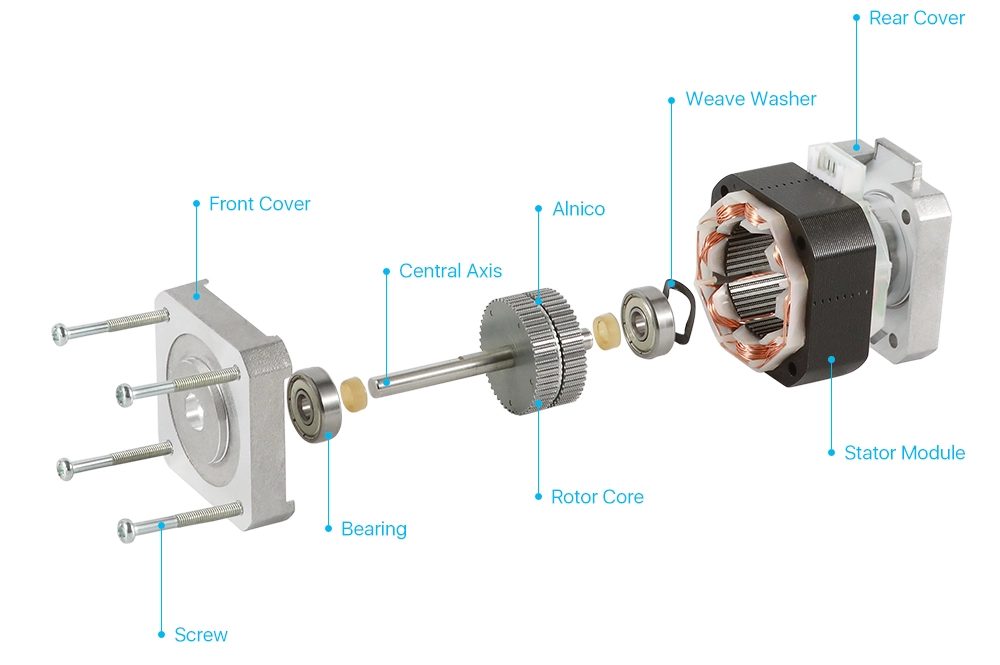 Rear Cover
Weave Washer
Front Cover
Alnico
Central Axis
Stator Module
Rotor Core
Bearing
Screw